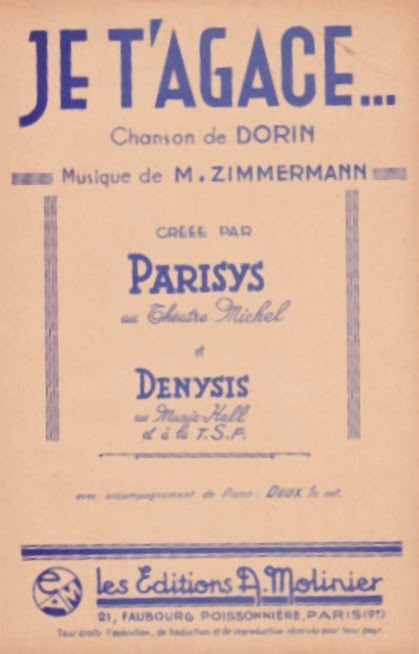 JE T'AGACE...
Chanson de DORIN
Musique de M. ZIMMERMANN
CRÉÉE PAR
PARISYS
au Théatre Michel
et
DENYSIS
au Music-Hall
et à la T.S.F.
avec accompagnement de Piano : DEUX fr. net.
EAM
les Editions A. Molinier
21, FAUBOURG POISSONNIÈRE, PARIS (9e)
Tous droits d'exécution, de traduction et de reproduction réservés pour tous pays.